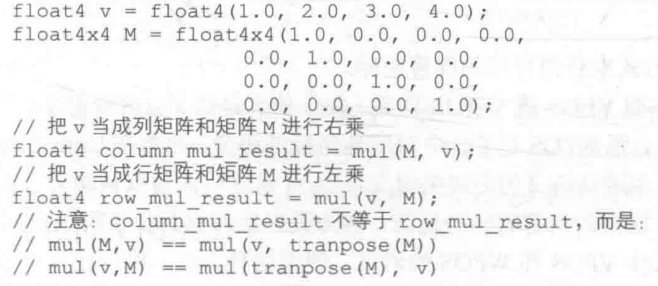 float4 v = float4(1.0, 2.0, 3.0, 4.0);
float4x4 M = float4x4(1.0, 0.0, 0.0, 0.0,
0.0, 1.0, 0.0, 0.0,
0.0, 0.0, 1.0, 0.0,
0.0, 0.0, 0.0, 1.0);
// 把 v 当成列矩阵和矩阵 M 进行右乘
float4 column_mul_result = mul(M, v);
// 把 v 当成行矩阵和矩阵 M 进行左乘
float4 row_mul_result = mul(v, M);
// 注意：column_mul_result 不等于 row_mul_result，而是：
// mul(M,v) == mul(v, tranpose(M))
// mul(v,M) == mul(tranpose(M), v)